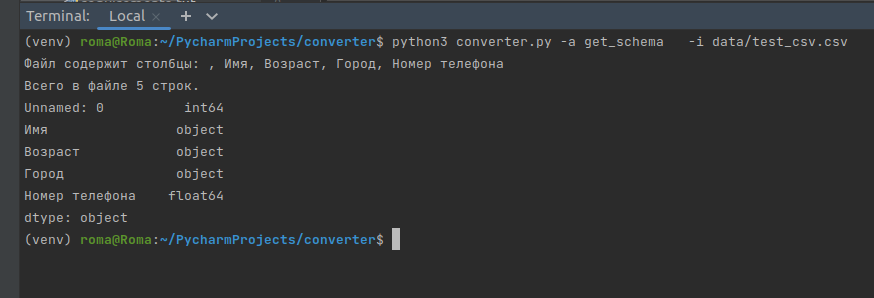 Terminal: Local × +
(venv) roma@Roma:~/PycharmProjects/converter$ python3 converter.py -a get_schema   -i data/test_csv.csv
Файл содержит столбцы: , Имя, Возраст, Город, Номер телефона
Всего в файле 5 строк.
Unnamed: 0          int64
Имя                object
Возраст            object
Город              object
Номер телефона    float64
dtype: object
(venv) roma@Roma:~/PycharmProjects/converter$